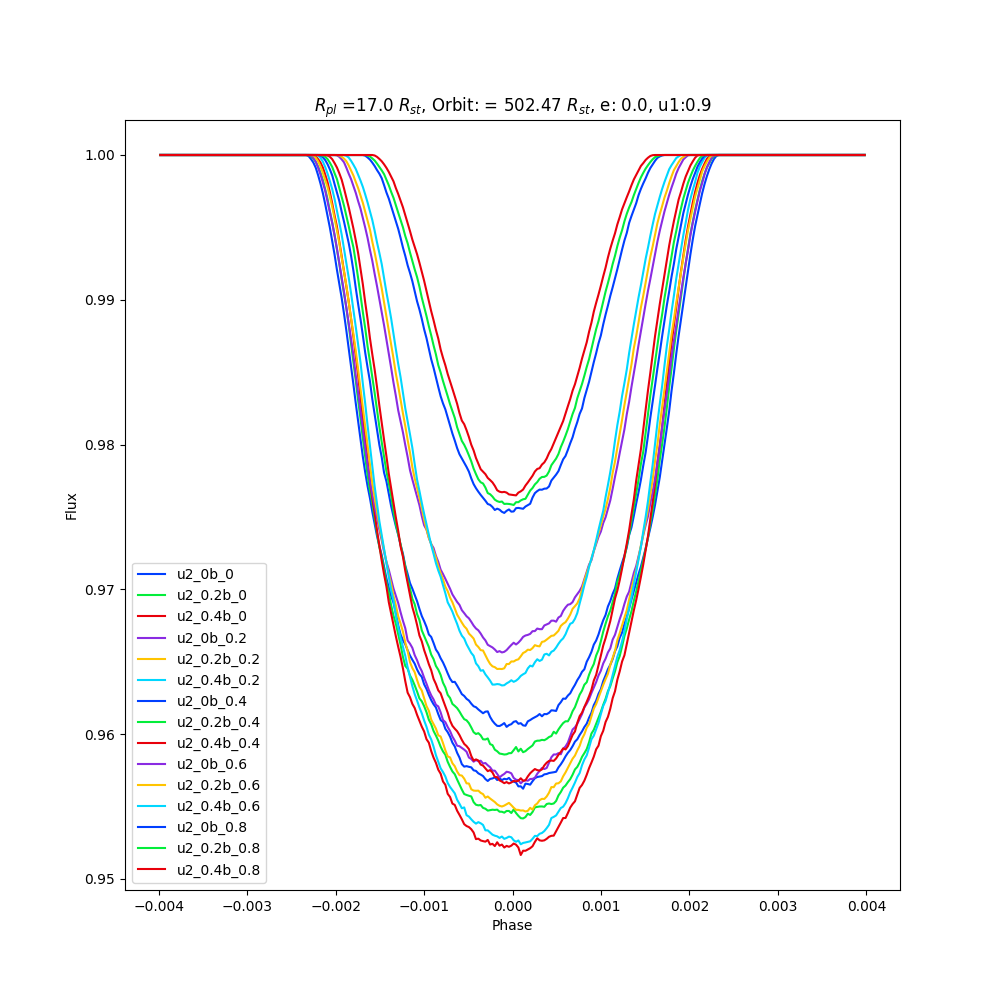 R_pl =17.0 R_st, Orbit: = 502.47 R_st, e: 0.0, u1:0.9
1.00
0.99
0.98
0.97
0.96
0.95
Flux
u2_0b_0
u2_0.2b_0
u2_0.4b_0
u2_0b_0.2
u2_0.2b_0.2
u2_0.4b_0.2
u2_0b_0.4
u2_0.2b_0.4
u2_0.4b_0.4
u2_0b_0.6
u2_0.2b_0.6
u2_0.4b_0.6
u2_0b_0.8
u2_0.2b_0.8
u2_0.4b_0.8
−0.004 −0.003 −0.002 −0.001 0.000 0.001 0.002 0.003 0.004
Phase